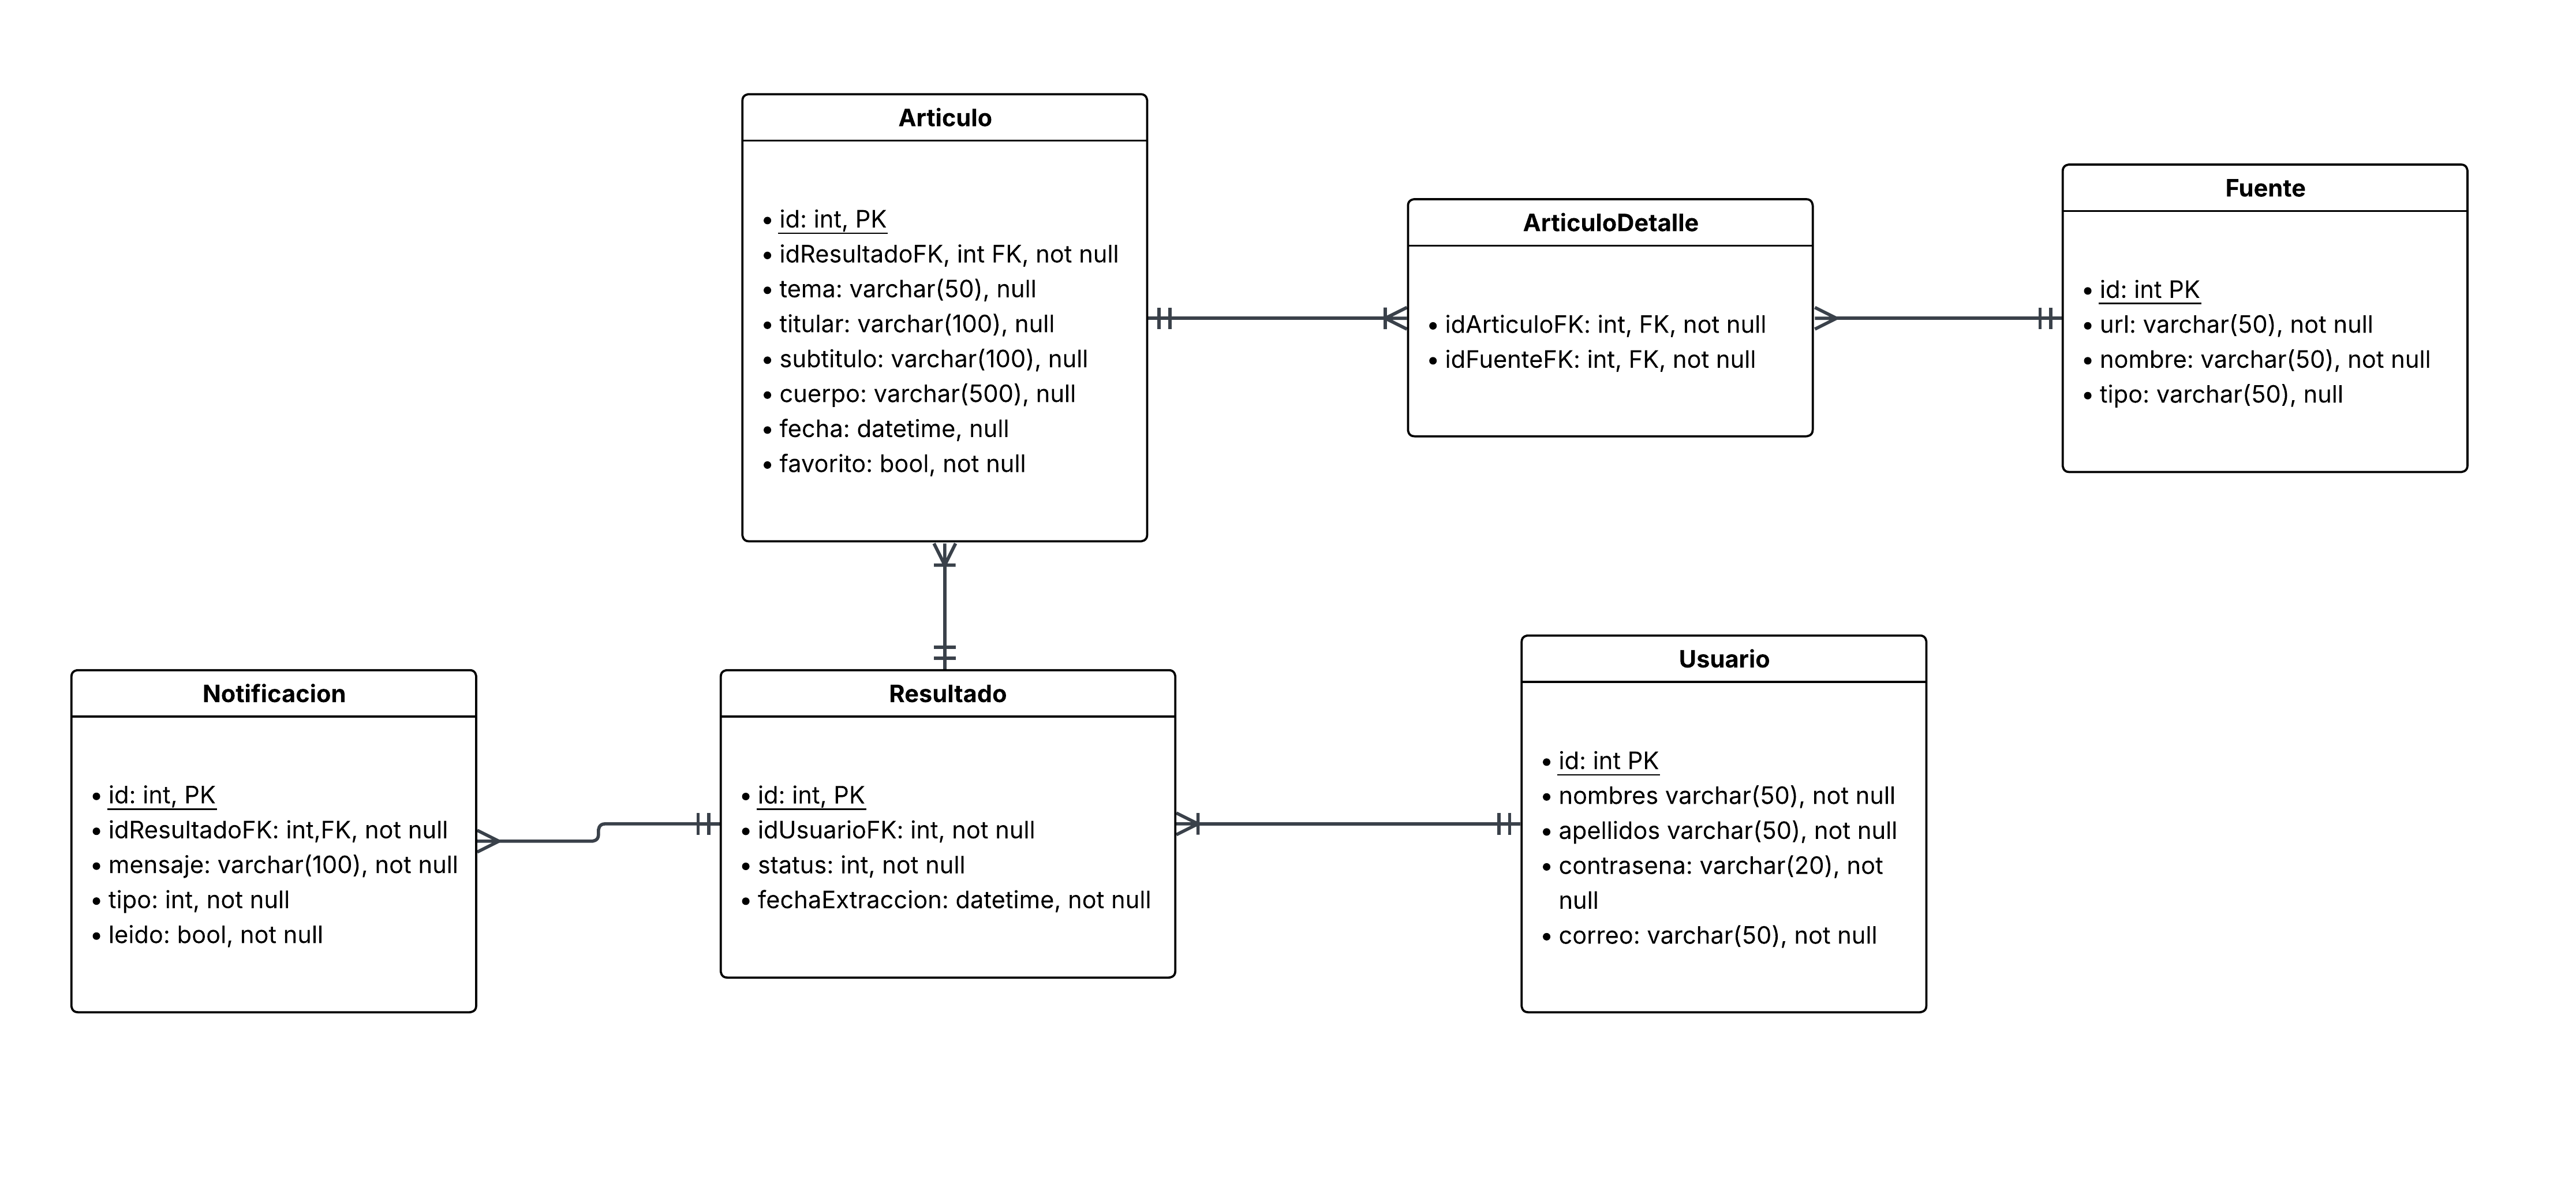 Articulo
• id: int, PK
• idResultadoFK, int FK, not null
• tema: varchar(50), null
• titular: varchar(100), null
• subtitulo: varchar(100), null
• cuerpo: varchar(500), null
• fecha: datetime, null
• favorito: bool, not null
ArticuloDetalle
• idArticuloFK: int, FK, not null
• idFuenteFK: int, FK, not null
Fuente
• id: int PK
• url: varchar(50), not null
• nombre: varchar(50), not null
• tipo: varchar(50), null
Notificacion
• id: int, PK
• idResultadoFK: int,FK, not null
• mensaje: varchar(100), not null
• tipo: int, not null
• leido: bool, not null
Resultado
• id: int, PK
• idUsuarioFK: int, not null
• status: int, not null
• fechaExtraccion: datetime, not null
Usuario
• id: int PK
• nombres varchar(50), not null
• apellidos varchar(50), not null
• contrasena: varchar(20), not
null
• correo: varchar(50), not null